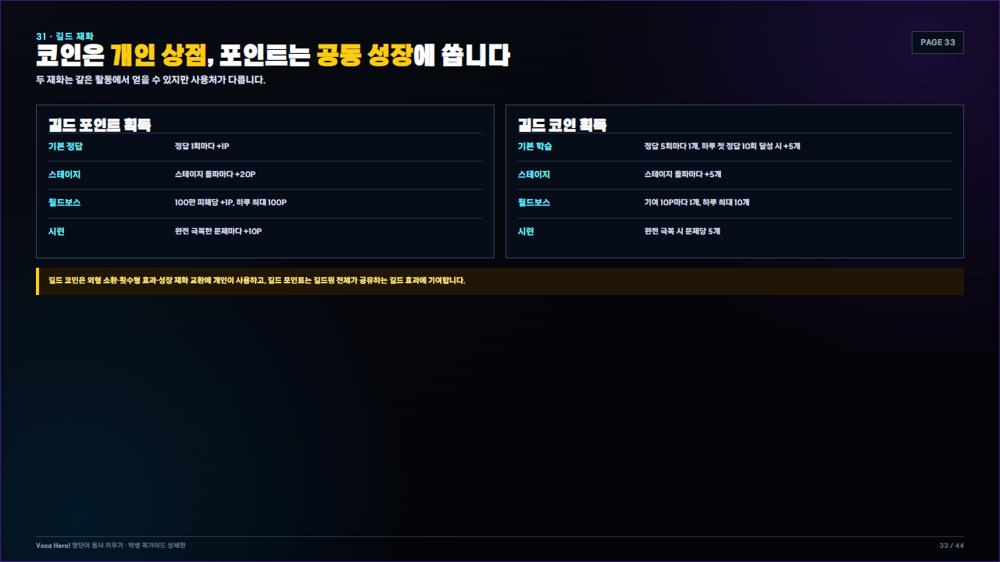 31 · 길드 재화
코인은 개인 상점, 포인트는 공통 성장에 씁니다
두 재화는 같은 활동에서 얻을 수 있지만 사용처가 다릅니다.
PAGE 33
길드 포인트 획득
기본 정답 정답 1회마다 +1P
스테이지 스테이지 돌파마다 +20P
월드보스 100만 피해당 +1P, 하루 최대 100P
시련 완전 극복한 문제마다 +10P
길드 코인 획득
기본 학습 정답 5회마다 1개, 하루 첫 정답 10회 달성 시 +5개
스테이지 스테이지 돌파마다 +5개
월드보스 기여 10P마다 1개, 하루 최대 10개
시련 완전 극복 시 문제당 5개
길드 코인은 외형 소환·횟수형 효과·성장 재화 교환에 개인이 사용하고, 길드 포인트는 길드원 전체가 공유하는 길드 효과에 기여합니다.
Voca Hero! 영단어 용사 키우기 · 학생 퀵가이드 상세판
33 / 44